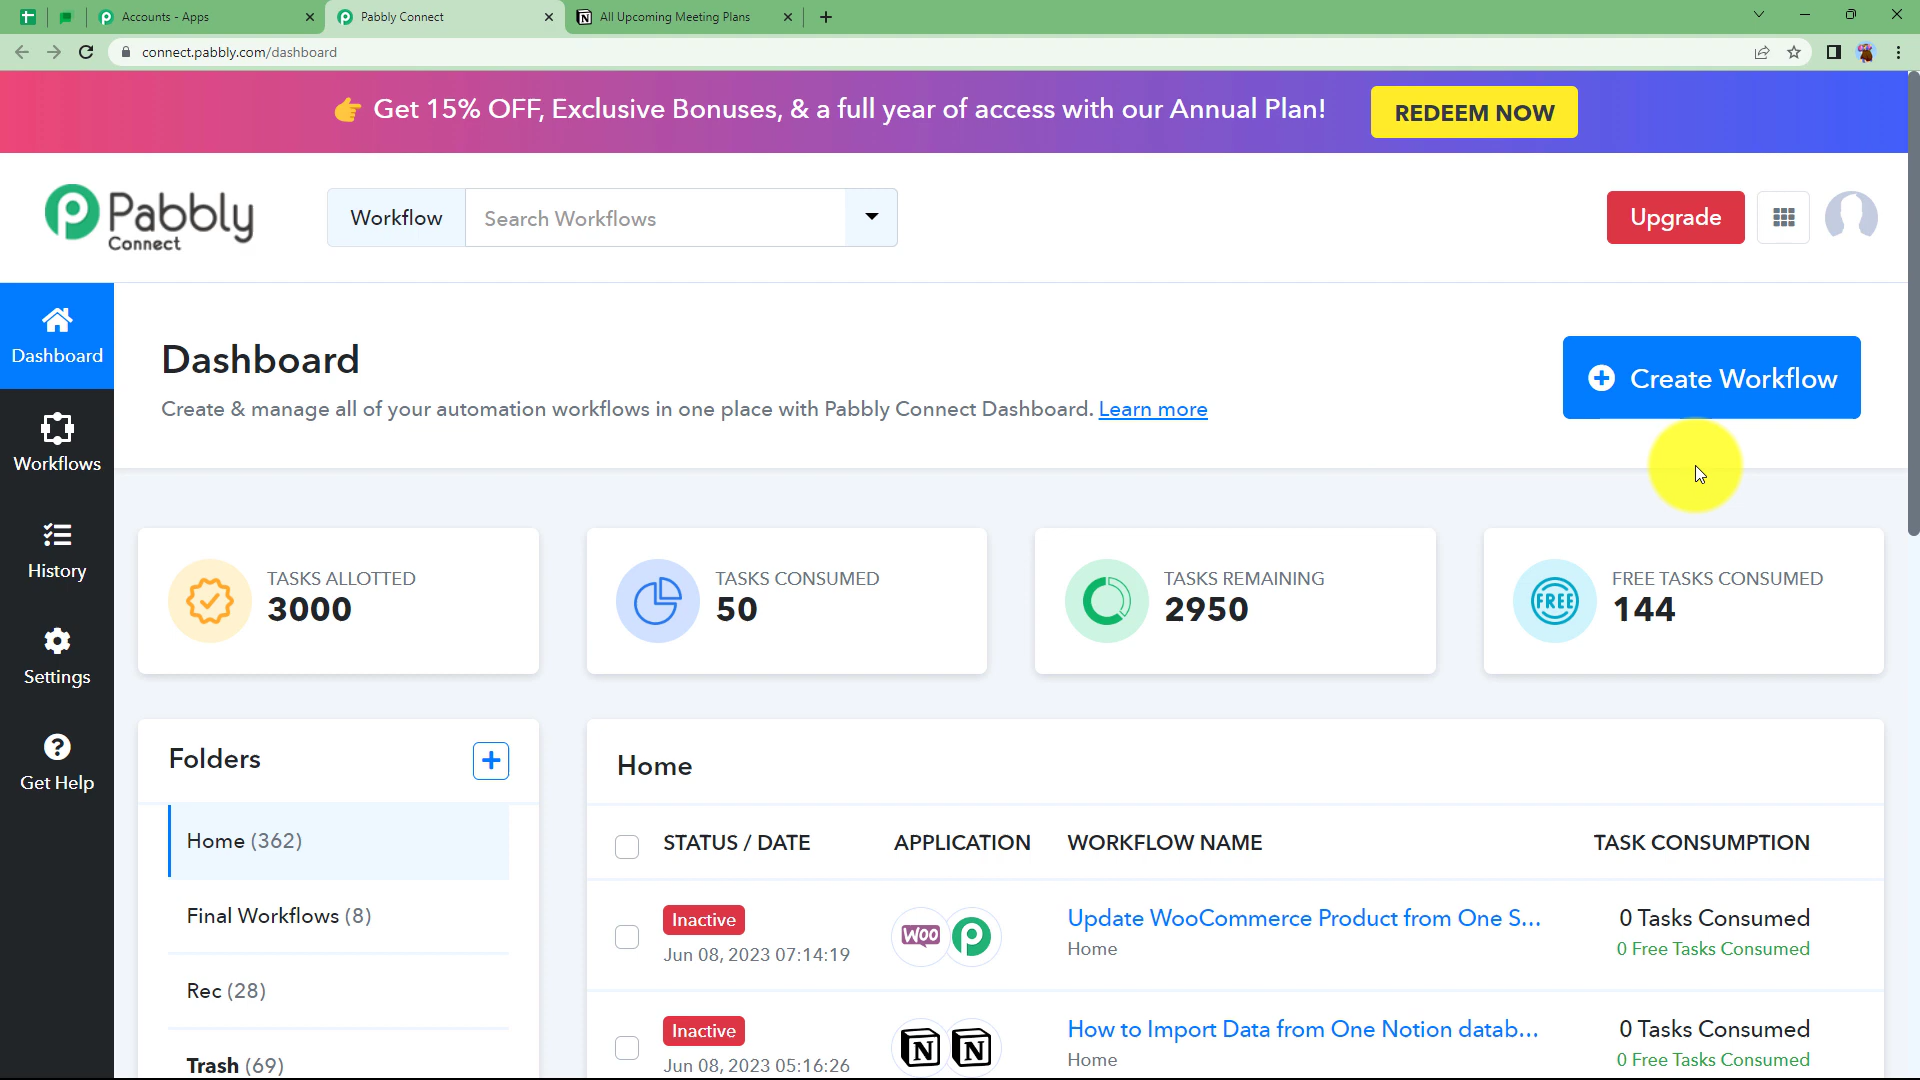 Accounts - Apps
Pabbly Connect
All Upcoming Meeting Plans
connect.pabbly.com/dashboard
Get 15% OFF, Exclusive Bonuses, & a full year of access with our Annual Plan!
REDEEM NOW
Pabbly
Connect
Workflow
Search Workflows
Upgrade
Dashboard
Workflows
History
Settings
Get Help
Dashboard
Create & manage all of your automation workflows in one place with Pabbly Connect Dashboard. Learn more
Create Workflow
TASKS ALLOTTED
3000
TASKS CONSUMED
50
TASKS REMAINING
2950
FREE
FREE TASKS CONSUMED
144
Folders
Home (362)
Final Workflows (8)
Rec (28)
Trash (69)
Home
STATUS / DATE
APPLICATION
WORKFLOW NAME
TASK CONSUMPTION
Inactive
Jun 08, 2023 07:14:19
WOO
Update WooCommerce Product from One S...
Home
0 Tasks Consumed
0 Free Tasks Consumed
Inactive
Jun 08, 2023 05:16:26
How to Import Data from One Notion datab...
Home
0 Tasks Consumed
0 Free Tasks Consumed